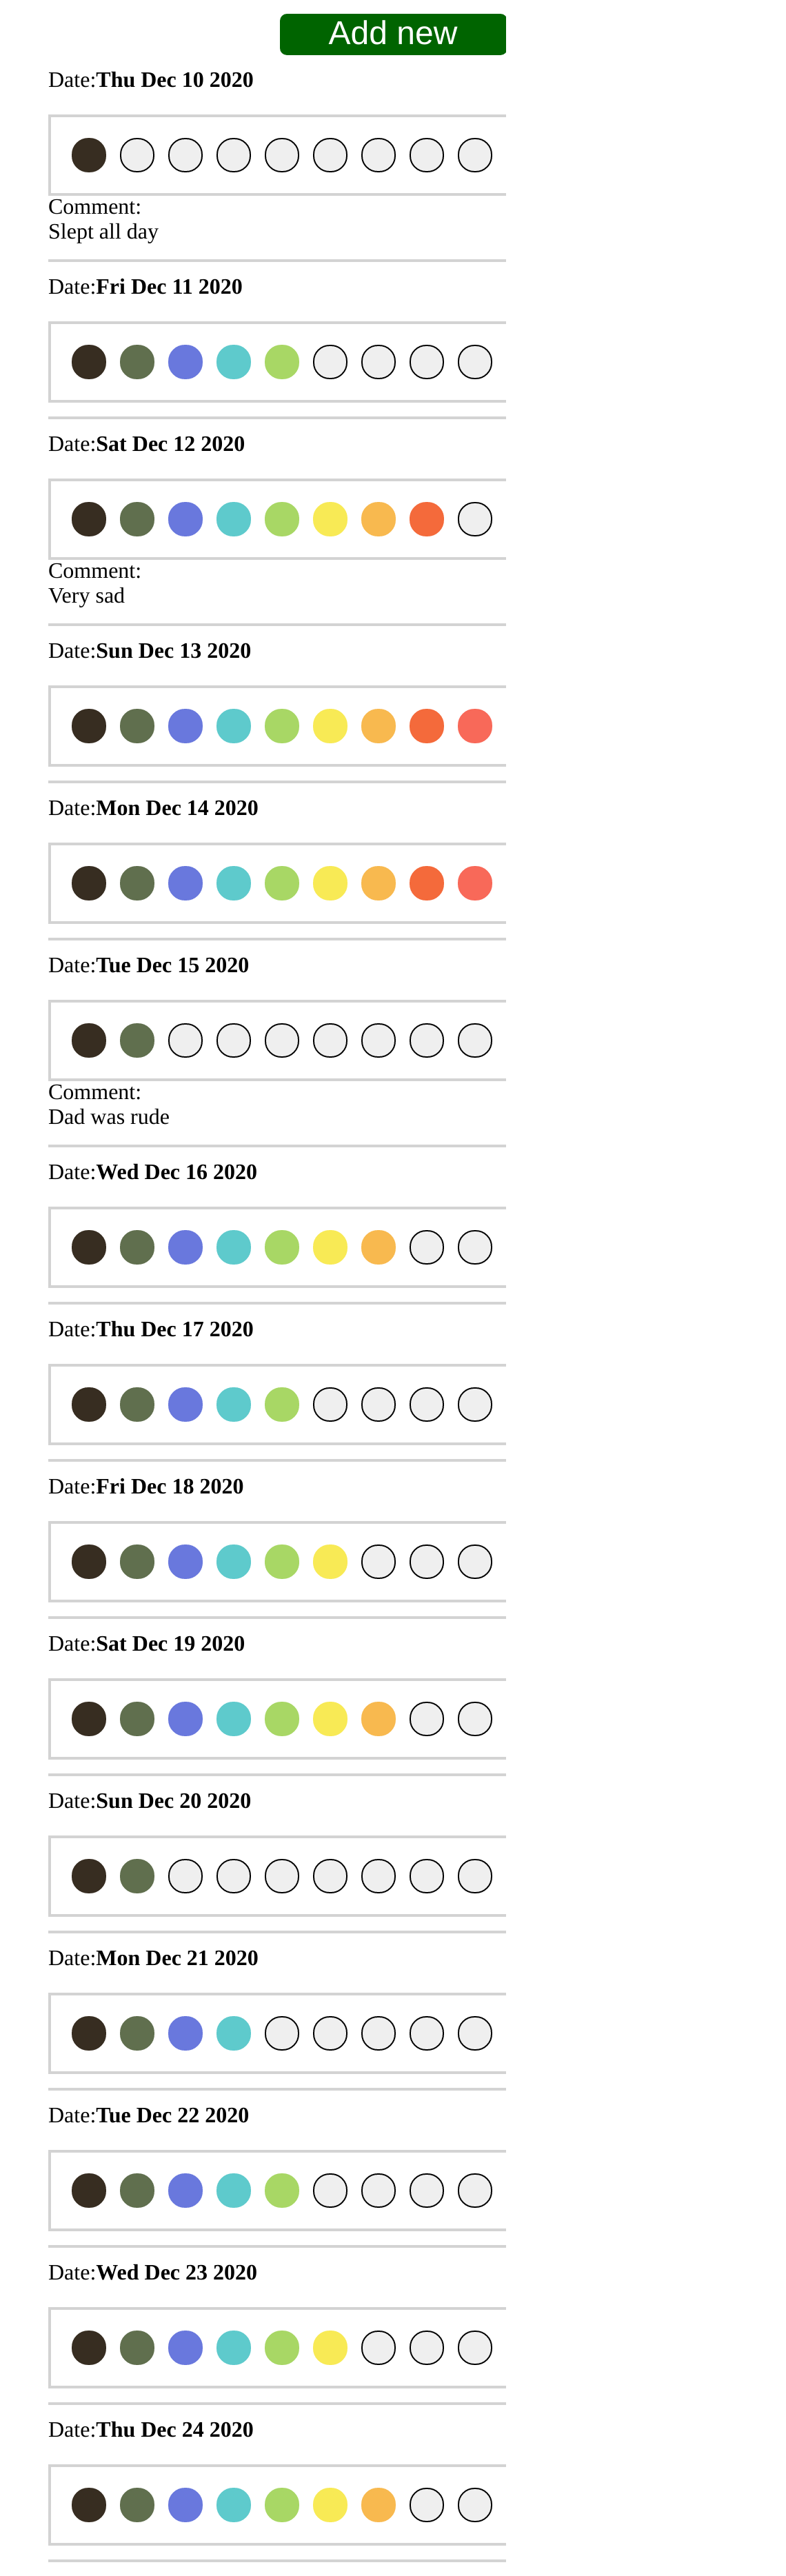 Add new
Date:Thu Dec 10 2020
Comment:
Slept all day
Date:Fri Dec 11 2020
Date:Sat Dec 12 2020
Comment:
Very sad
Date:Sun Dec 13 2020
Date:Mon Dec 14 2020
Date:Tue Dec 15 2020
Comment:
Dad was rude
Date:Wed Dec 16 2020
Date:Thu Dec 17 2020
Date:Fri Dec 18 2020
Date:Sat Dec 19 2020
Date:Sun Dec 20 2020
Date:Mon Dec 21 2020
Date:Tue Dec 22 2020
Date:Wed Dec 23 2020
Date:Thu Dec 24 2020